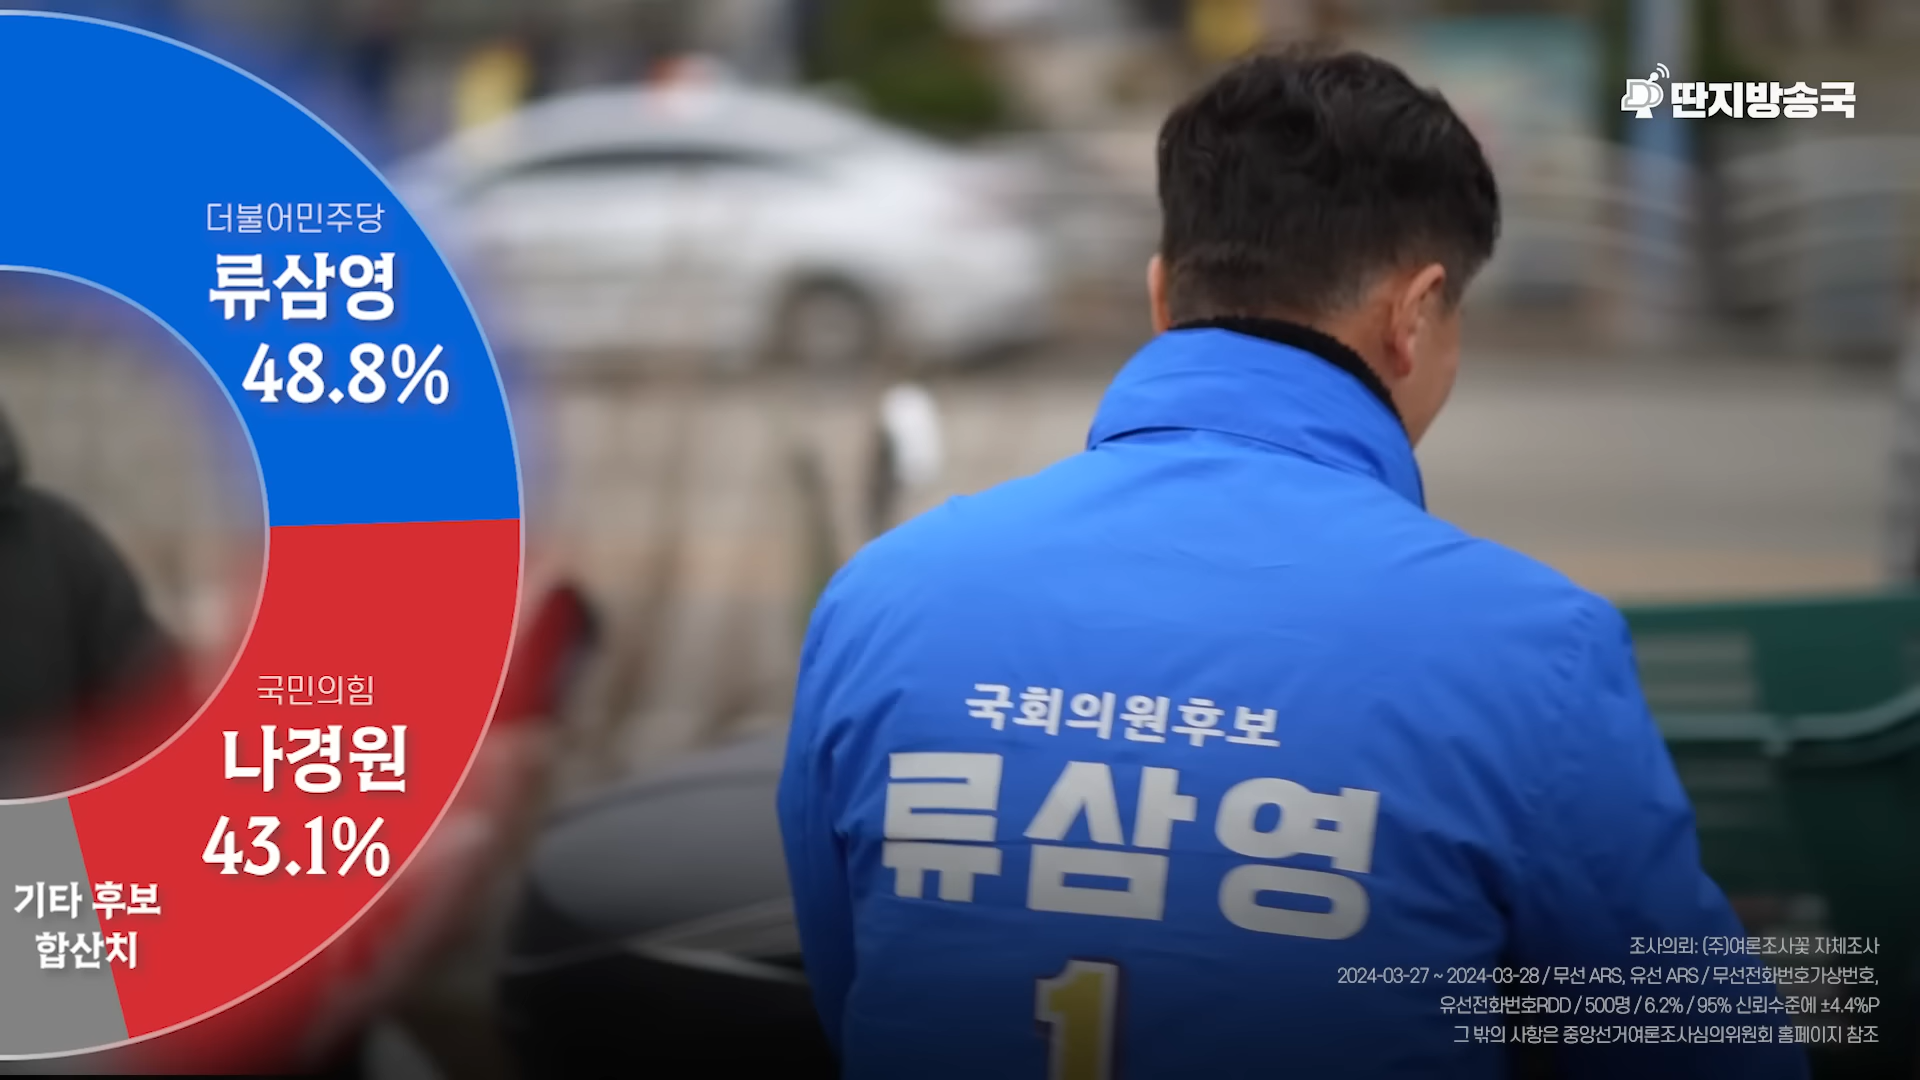 딴지방송국
더불어민주당
류삼영
48.8%
국민의힘
나경원
43.1%
기타 후보
합산치
국회의원후보
류삼영
1
조사의뢰: (주)여론조사꽃 자체조사
2024-03-27 ~ 2024-03-28 / 무선 ARS, 유선 ARS / 무선전화번호가상번호,
유선전화번호RDD / 500명 / 6.2% / 95% 신뢰수준에 ±4.4%P
그 밖의 사항은 중앙선거여론조사심의위원회 홈페이지 참조